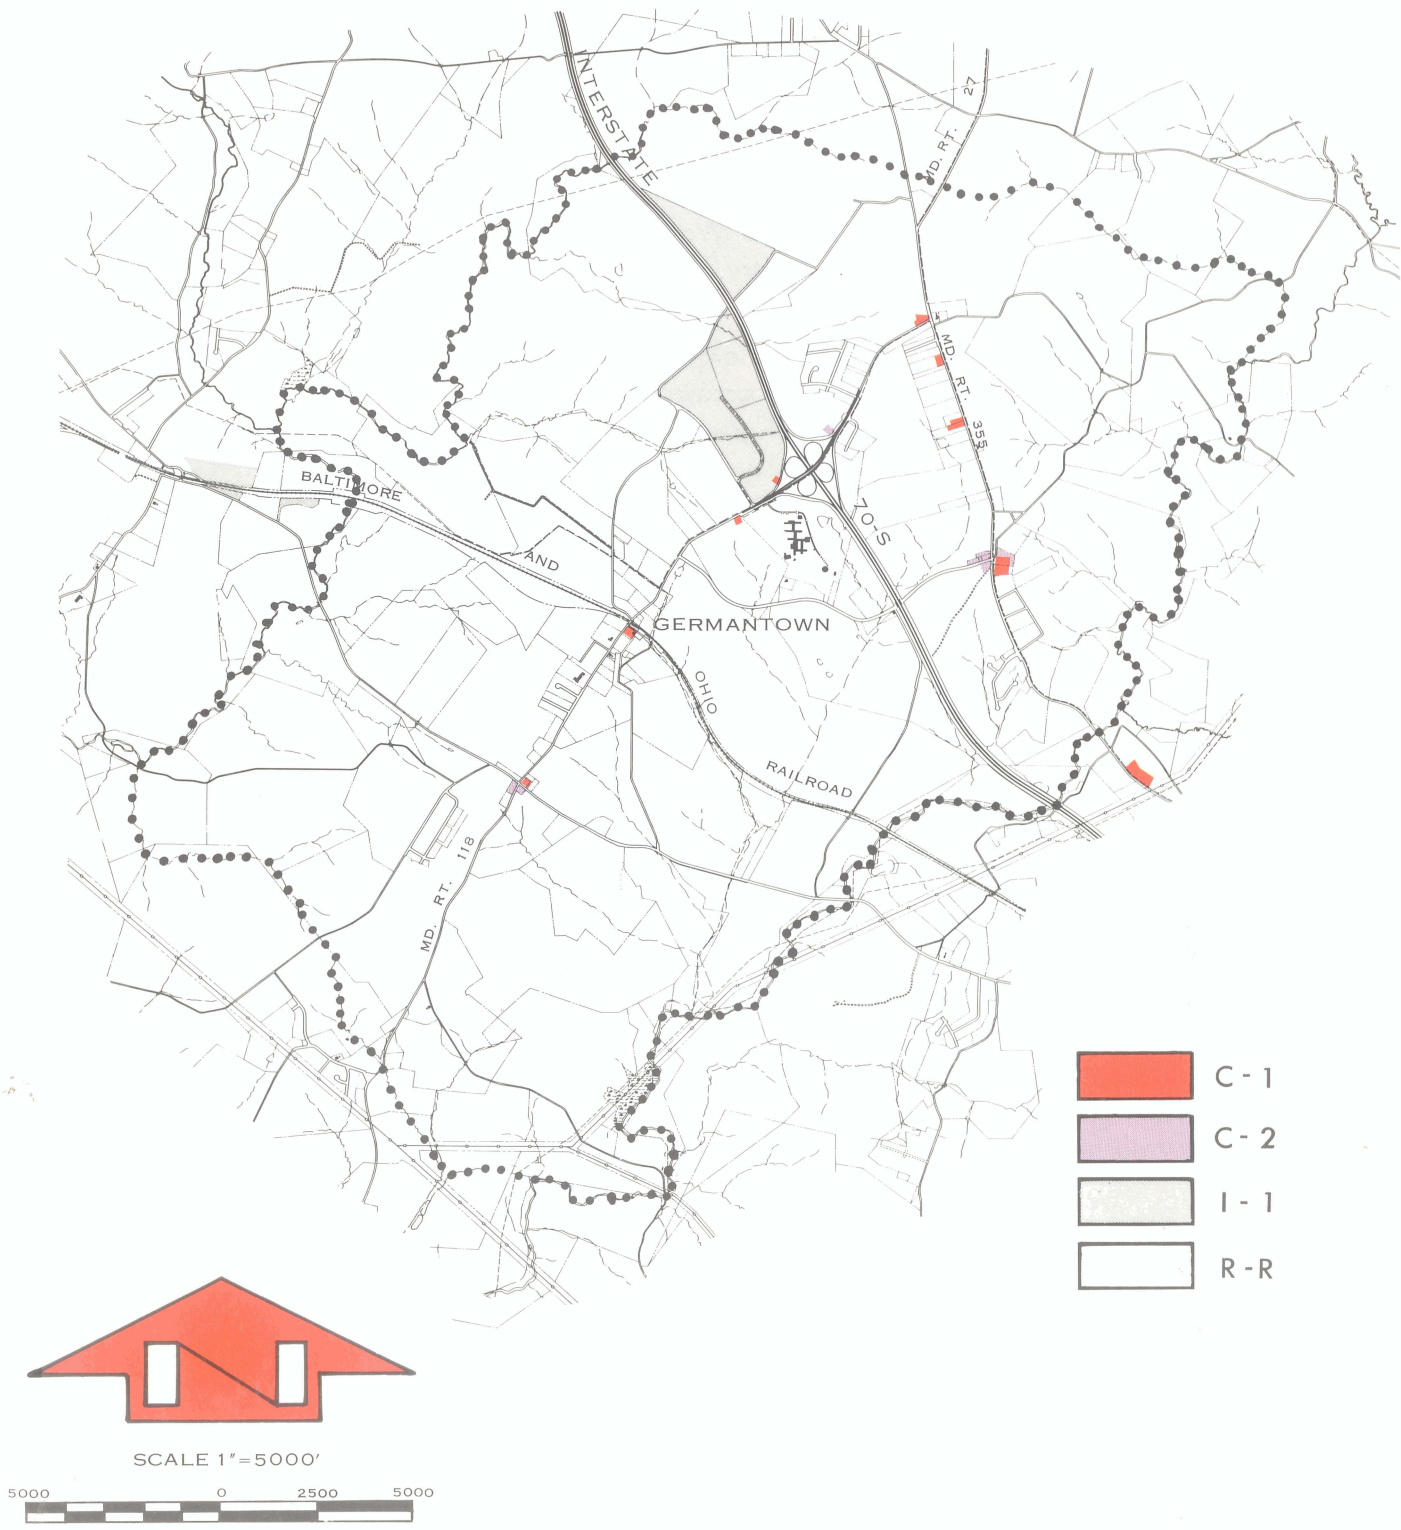 INTERSTATE
MD. RT. 27
MD. RT. 355
BALTIMORE
AND
70-S
GERMANTOWN
OHIO
RAILROAD
MD. RT. 118
C-1
C-2
I-1
R-R
N
SCALE 1"=5000'
5000 0 2500 5000